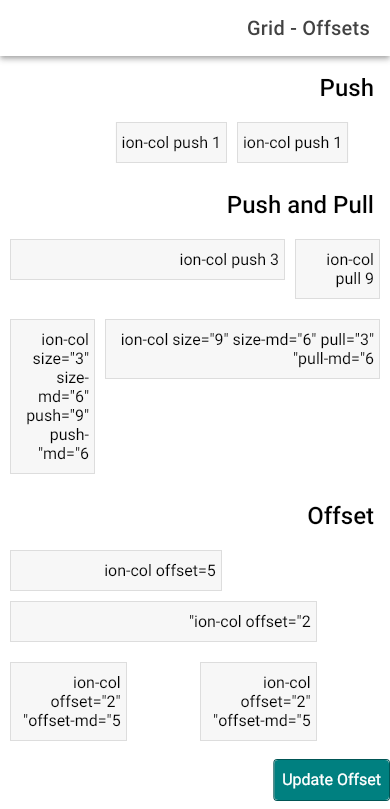 Grid - Offsets
Push
ion-col push 1
ion-col push 1
Push and Pull
ion-col
pull 9
ion-col push 3
ion-col size="9" size-md="6" pull="3"
"pull-md="6
ion-col
size="3"
size-
md="6"
push="9"
push-
"md="6
Offset
ion-col offset=5
"ion-col offset="2
ion-col
offset="2"
"offset-md="5
ion-col
offset="2"
"offset-md="5
Update Offset